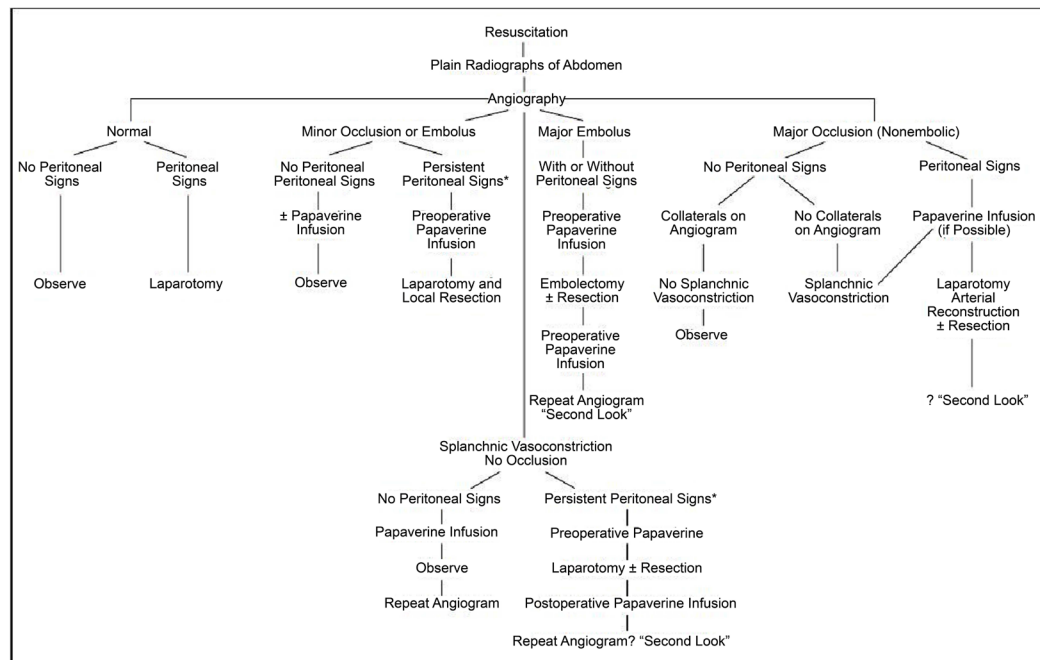 Resuscitation
Plain Radiographs of Abdomen
Angiography
Normal
No Peritoneal
Signs
Observe
Peritoneal
Signs
Laparotomy
Minor Occlusion or Embolus
No Peritoneal
Peritoneal Signs
± Papaverine
Infusion
Observe
Persistent
Peritoneal Signs*
Preoperative
Papaverine
Infusion
Laparotomy and
Local Resection
Major Embolus
With or Without
Peritoneal Signs
Preoperative
Papaverine
Infusion
Embolectomy
± Resection
Preoperative
Papaverine
Infusion
Repeat Angiogram
“Second Look”
Major Occlusion (Nonembolic)
No Peritoneal Signs
Collaterals on
Angiogram
No Splanchnic
Vasoconstriction
Observe
No Collaterals
on Angiogram
Splanchnic
Vasoconstriction
Peritoneal Signs
Papaverine Infusion
(if Possible)
Laparotomy
Arterial
Reconstruction
± Resection
? “Second Look”
Splanchnic Vasoconstriction
No Occlusion
No Peritoneal Signs
Papaverine Infusion
Observe
Repeat Angiogram
Persistent Peritoneal Signs*
Preoperative Papaverine
Laparotomy ± Resection
Postoperative Papaverine Infusion
Repeat Angiogram? “Second Look”